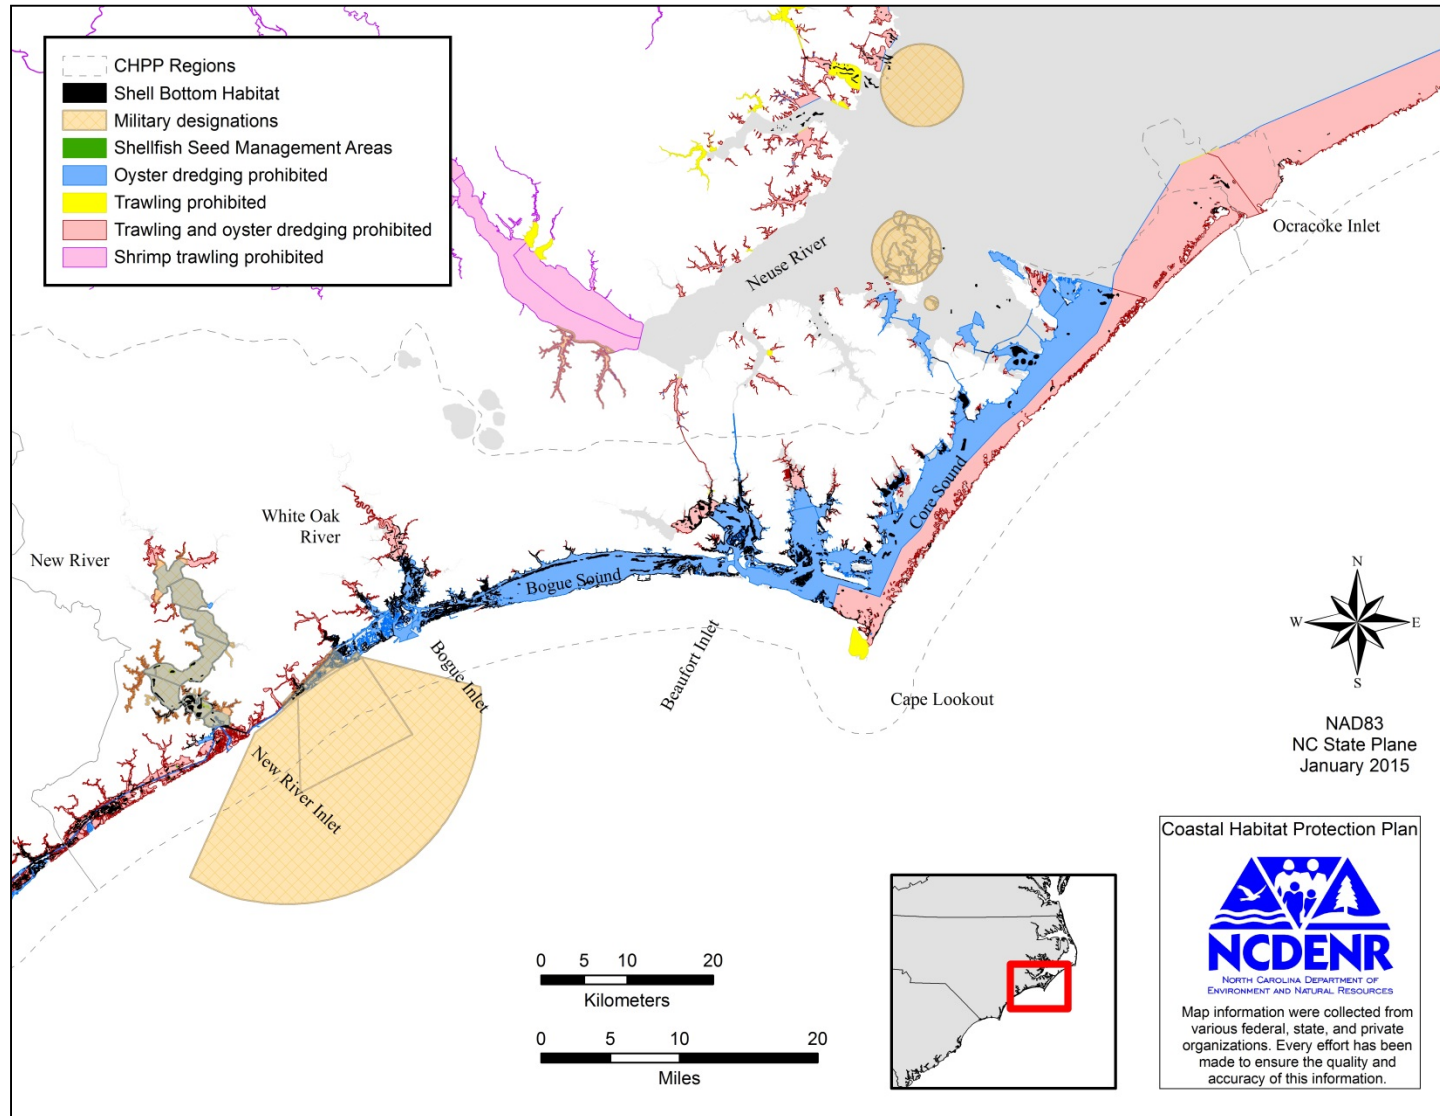 CHPP Regions
Shell Bottom Habitat
Military designations
Shellfish Seed Management Areas
Oyster dredging prohibited
Trawling prohibited
Trawling and oyster dredging prohibited
Shrimp trawling prohibited
Neuse River
Ocracoke Inlet
Core Sound
White Oak
River
New River
Bogue Sound
Bogue Inlet
Beaufort Inlet
Cape Lookout
New River Inlet
N
W
E
S
NAD83
NC State Plane
January 2015
0 5 10 20
Kilometers
0 5 10 20
Miles
Coastal Habitat Protection Plan
NCDENR
NORTH CAROLINA DEPARTMENT OF
ENVIRONMENT AND NATURAL RESOURCES
Map information were collected from
various federal, state, and private
organizations. Every effort has been
made to ensure the quality and
accuracy of this information.